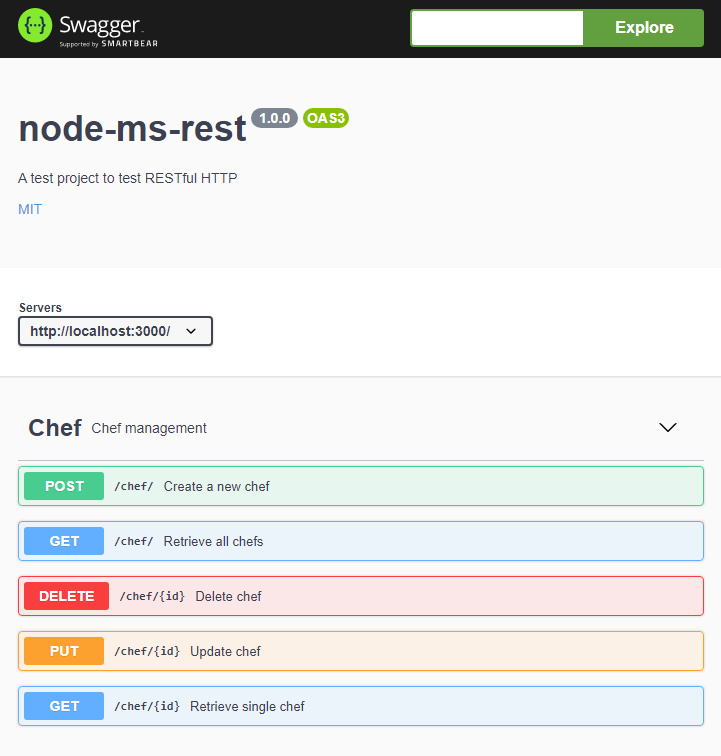 {···} Swagger™
Supported by SMARTBEAR
Explore
node-ms-rest 1.0.0 OAS3
A test project to test RESTful HTTP
MIT
Servers
http://localhost:3000/
Chef Chef management
POST /chef/ Create a new chef
GET /chef/ Retrieve all chefs
DELETE /chef/{id} Delete chef
PUT /chef/{id} Update chef
GET /chef/{id} Retrieve single chef